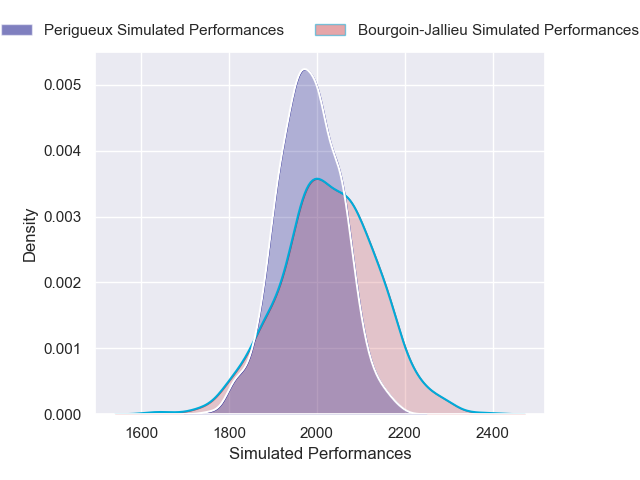 Perigueux Simulated Performances Bourgoin-Jallieu Simulated Performances
0.005
0.004
0.003
0.002
0.001
0.000
Density
1600 1800 2000 2200 2400
Simulated Performances